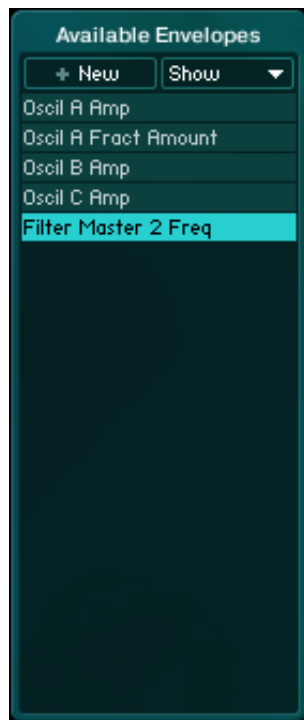 Available Envelopes
+ New
Show
Oscil A Amp
Oscil A Fract Amount
Oscil B Amp
Oscil C Amp
Filter Master 2 Freq